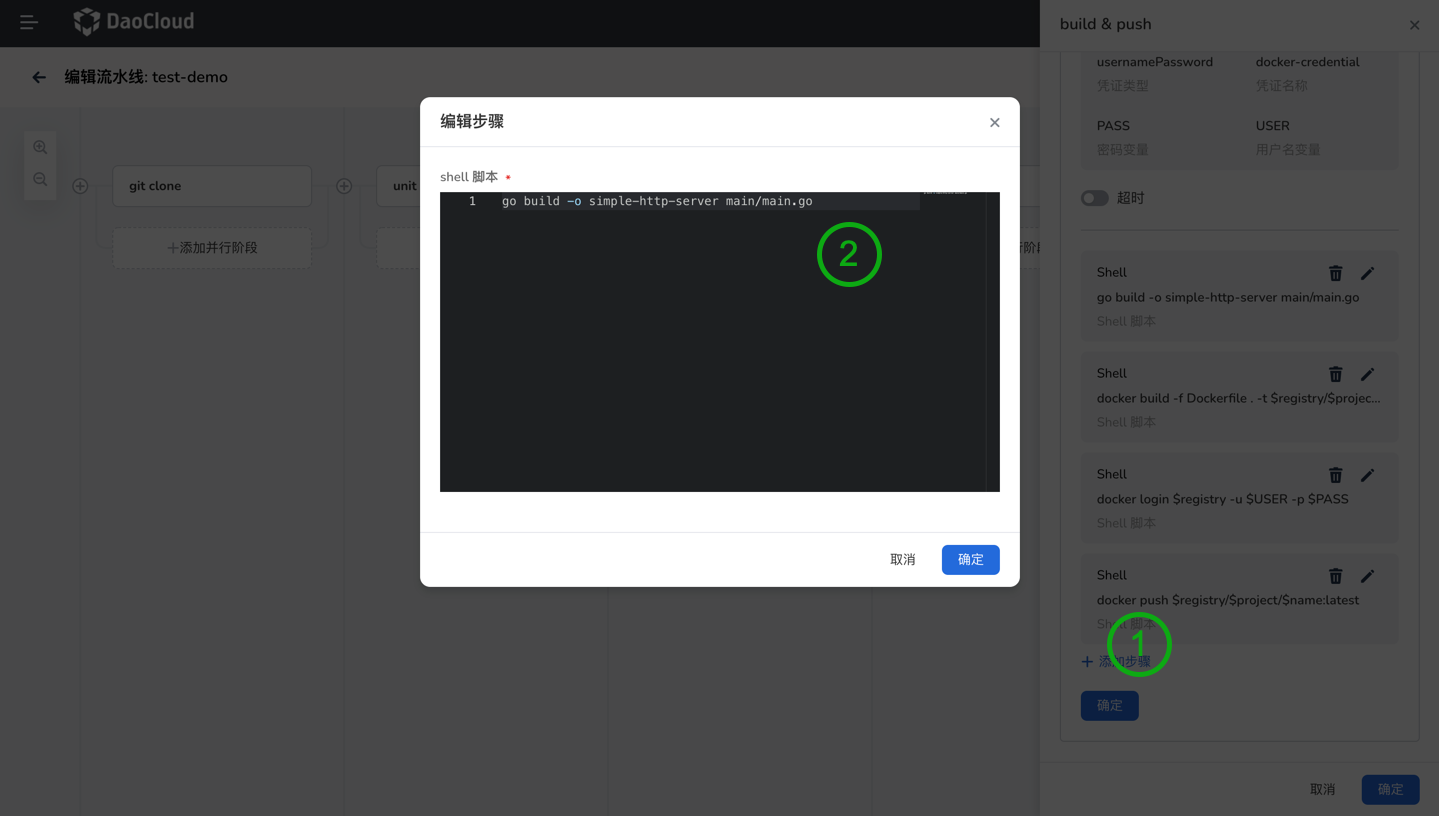 DaoCloud
编辑流水线: test-demo
git clone
添加并行阶段
unit
编辑步骤
shell 脚本 *
1 go build -o simple-http-server main/main.go
2
取消
确定
build & push
usernamePassword docker-credential
凭证类型 凭证名称
PASS USER
密码变量 用户名变量
超时
Shell
go build -o simple-http-server main/main.go
Shell 脚本
Shell
docker build -f Dockerfile . -t $registry/$projec...
Shell 脚本
Shell
docker login $registry -u $USER -p $PASS
Shell 脚本
Shell
docker push $registry/$project/$name:latest
Shell 脚本
1
添加步骤
确定
取消
确定